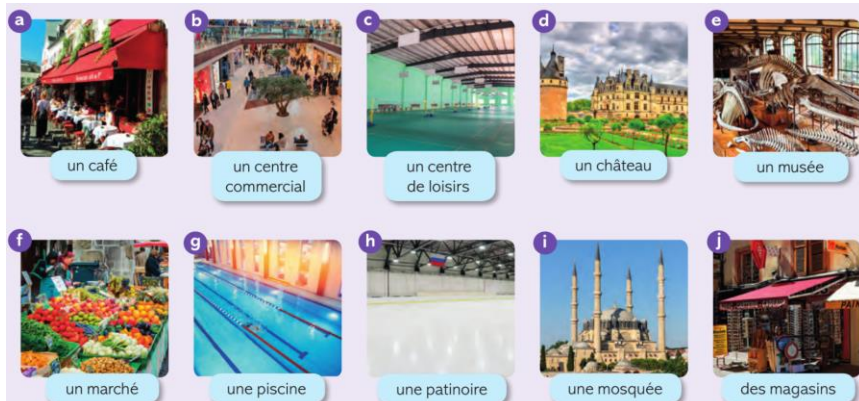 a
b
c
d
e
un café
un centre
commercial
un centre
de loisirs
un château
un musée
f
g
h
i
j
un marché
une piscine
une patinoire
une mosquée
des magasins